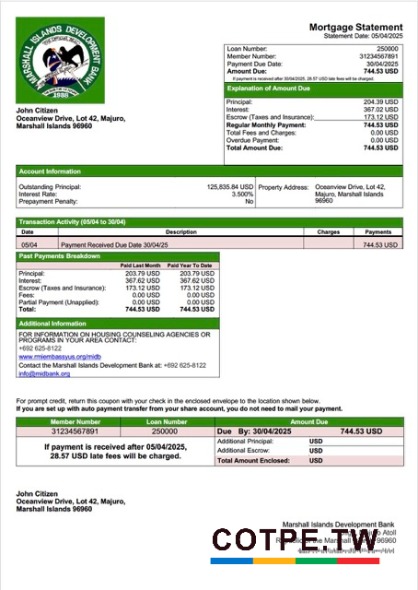 MARSHALL ISLANDS DEVELOPMENT BANK
1988
Mortgage Statement
Statement Date: 05/04/2025
Loan Number: 250000
Member Number: 31234567891
Payment Due Date: 30/04/2025
Amount Due: 744.53 USD
If payment is received after 30/04/2025, 28.57 USD late fees will be charged.
John Citizen
Oceanview Drive, Lot 42, Majuro,
Marshall Islands 96960
Explanation of Amount Due
Principal: 204.39 USD
Interest: 367.02 USD
Escrow (Taxes and Insurance): 173.12 USD
Regular Monthly Payment: 744.53 USD
Total Fees and Charges: 0.00 USD
Overdue Payment: 0.00 USD
Total Amount Due: 744.53 USD
Account Information
Outstanding Principal: 125,835.84 USD
Interest Rate: 3.500%
Prepayment Penalty: No
Property Address: Oceanview Drive, Lot 42,
Majuro, Marshall Islands
96960
Transaction Activity (05/04 to 30/04)
Date Description Charges Payments
05/04 Payment Received Due Date 30/04/25 744.53 USD
Past Payments Breakdown
Paid Last Month Paid Year To Date
Principal: 203.79 USD 203.79 USD
Interest: 367.62 USD 367.62 USD
Escrow (Taxes and Insurance): 173.12 USD 173.12 USD
Fees: 0.00 USD 0.00 USD
Partial Payment (Unapplied): 0.00 USD 0.00 USD
Total: 744.53 USD 744.53 USD
Additional Information
FOR INFORMATION ON HOUSING COUNSELING AGENCIES OR
PROGRAMS IN YOUR AREA CONTACT:
+692 625-6122
www.rmiembassyus.org/midb
Contact the Marshall Islands Development Bank at: +692 625-6122
info@midbank.org
For prompt credit, return this coupon with your check in the enclosed envelope to the location shown below.
If you are set up with auto payment transfer from your share account, you do not need to mail your payment.
Member Number Loan Number Amount Due
31234567891 250000 Due By: 30/04/2025 744.53 USD
If payment is received after 05/04/2025,
28.57 USD late fees will be charged.
Additional Principal: USD
Additional Escrow: USD
Total Amount Enclosed: USD
John Citizen
Oceanview Drive, Lot 42, Majuro,
Marshall Islands 96960
Marshall Islands Development Bank
Atoll
Marshall 96960
COTPE.TW